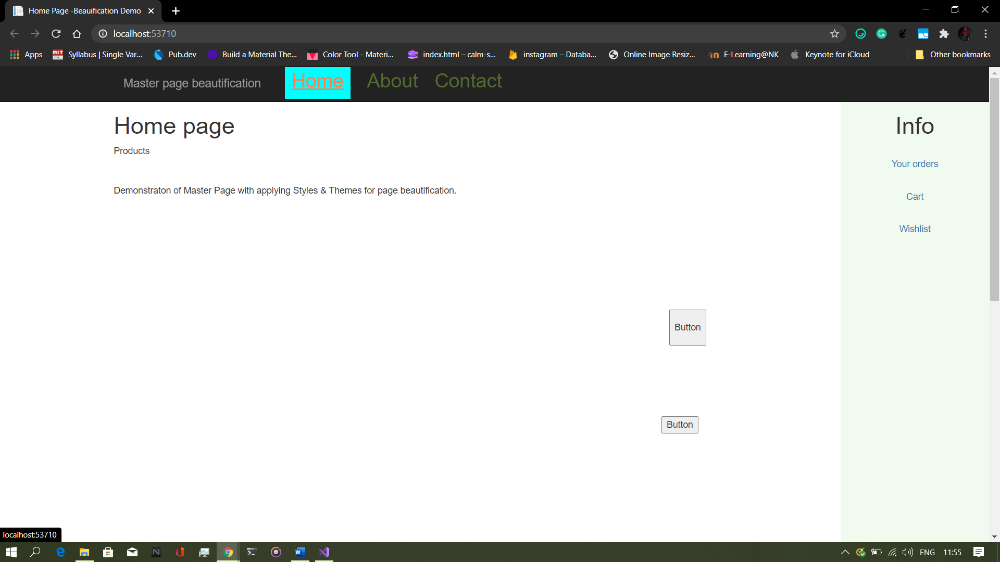 Home Page -Beauification Demo
localhost:53710
Apps
MIT OCW
Syllabus | Single Var...
Pub.dev
Build a Material The...
Color Tool - Materi...
index.html – calm-s...
instagram – Databa...
Online Image Resiz...
E-Learning@NK
Keynote for iCloud
Other bookmarks
Master page beautification
Home
About
Contact
Home page
Info
Products
Your orders
Demonstraton of Master Page with applying Styles & Themes for page beautification.
Cart
Wishlist
Button
Button
localhost:53710
ENG
11:55